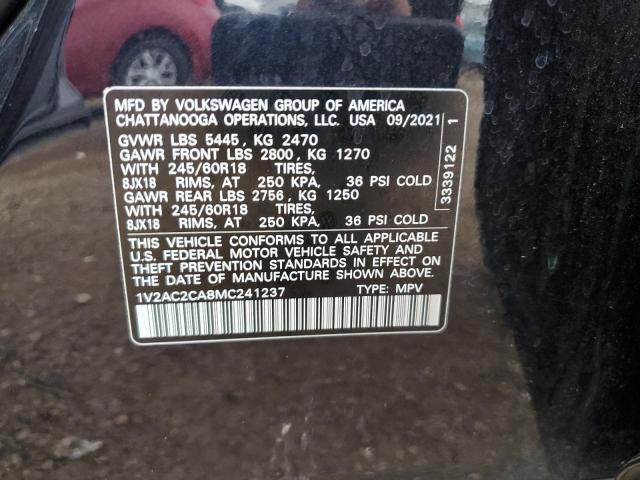 MFD BY VOLKSWAGEN GROUP OF AMERICA
CHATTANOOGA OPERATIONS, LLC. USA 09/2021
GVWR LBS 5445, KG 2470
GAWR FRONT LBS 2800, KG 1270
WITH 245/60R18 TIRES,
8JX18 RIMS, AT 250 KPA, 36 PSI COLD
GAWR REAR LBS 2756, KG 1250
WITH 245/60R18 TIRES,
8JX18 RIMS, AT 250 KPA, 36 PSI COLD
THIS VEHICLE CONFORMS TO ALL APPLICABLE
U.S. FEDERAL MOTOR VEHICLE SAFETY AND
THEFT PREVENTION STANDARDS IN EFFECT ON
THE DATE OF MANUFACTURE SHOWN ABOVE.
1V2AC2CA8MC241237 TYPE: MPV
3339122 1